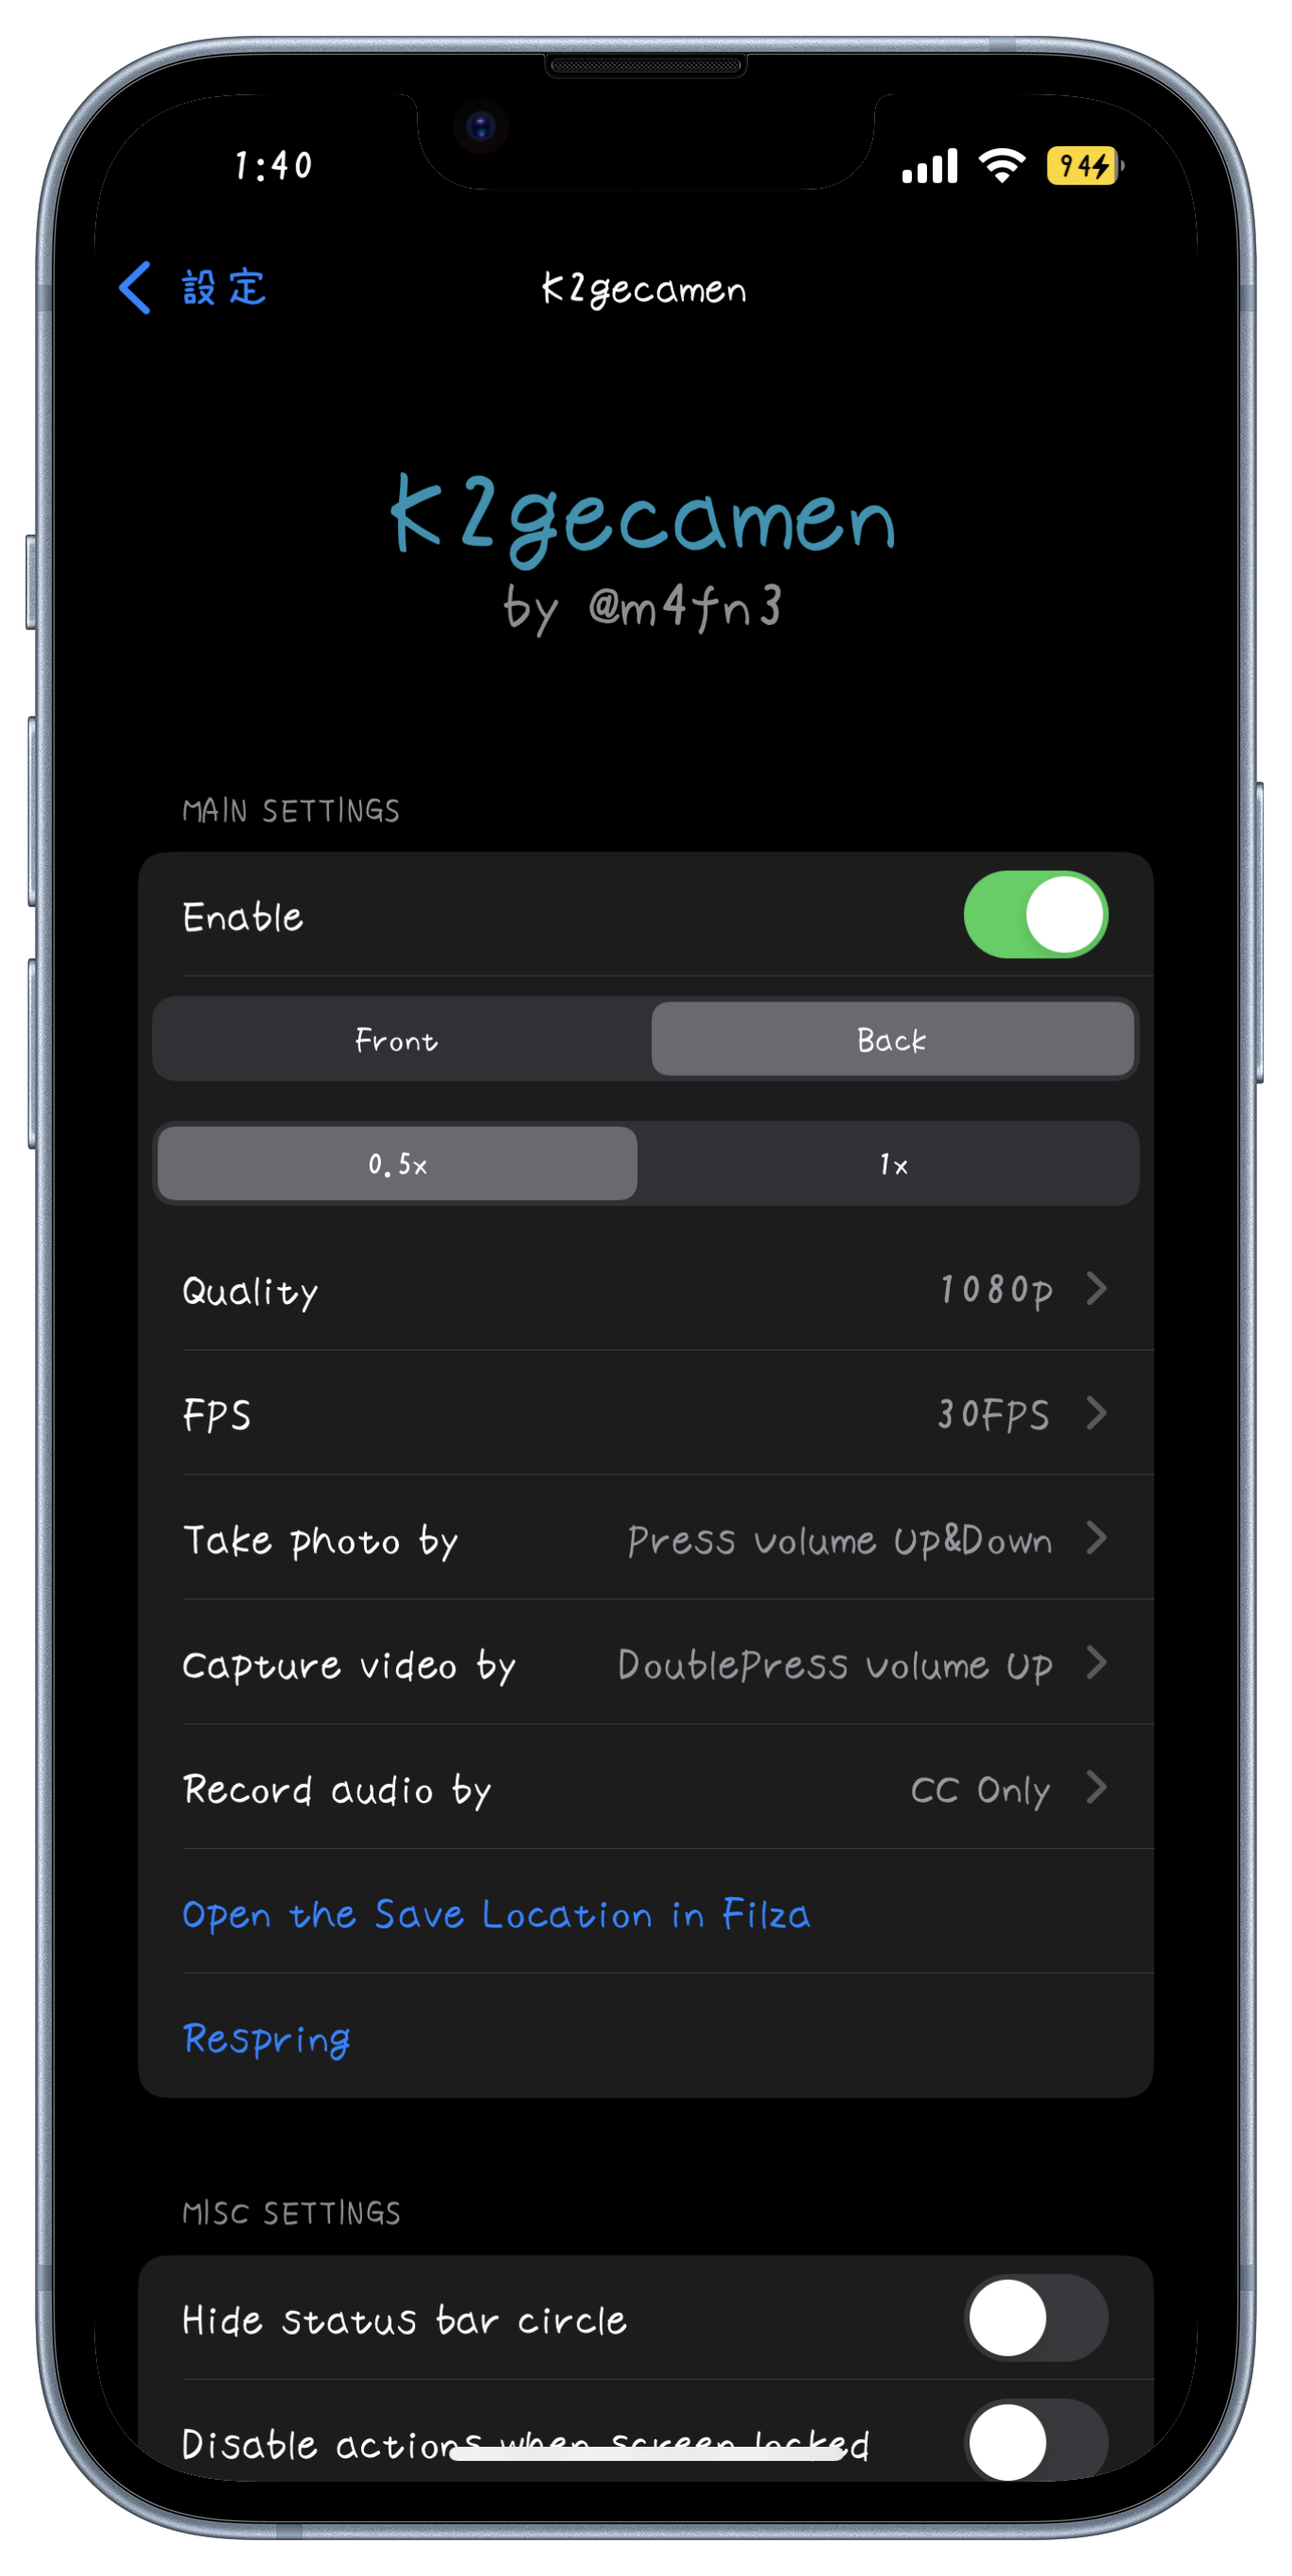 1:40
94
設定
K2gecamen
K2gecamen
by @m4fn3
MAIN SETTINGS
Enable
Front Back
0.5x 1x
Quality 1080p
FPS 30FPS
Take photo by Press Volume Up&Down
Capture video by DoublePress Volume Up
Record audio by CC Only
Open the Save Location in Filza
Respring
MISC SETTINGS
Hide status bar circle
Disable actions when screen locked